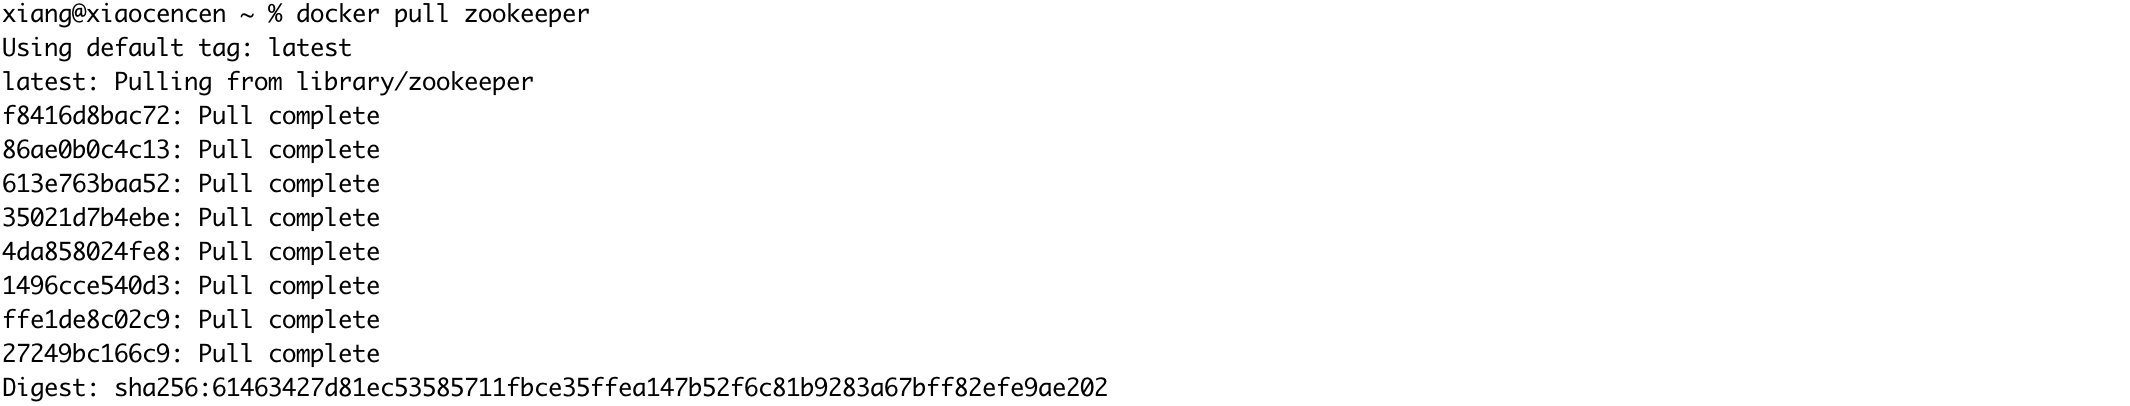 xiang@xiaocencen ~ % docker pull zookeeper
Using default tag: latest
latest: Pulling from library/zookeeper
f8416d8bac72: Pull complete
86ae0b0c4c13: Pull complete
613e763baa52: Pull complete
35021d7b4ebe: Pull complete
4da858024fe8: Pull complete
1496cce540d3: Pull complete
ffe1de8c02c9: Pull complete
27249bc166c9: Pull complete
Digest: sha256:61463427d81ec53585711fbce35ffea147b52f6c81b9283a67bff82efe9ae202